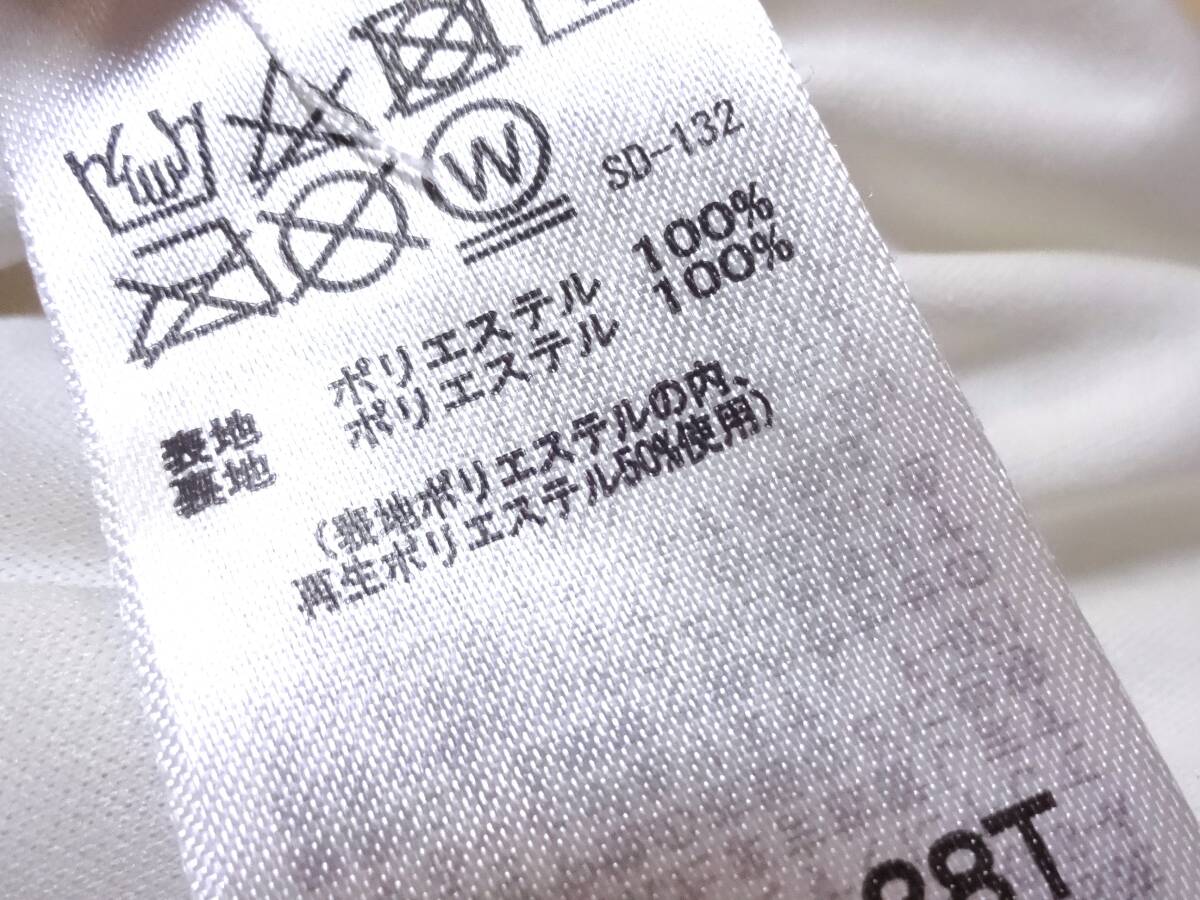 W
SD-132
表地 ポリエステル 100%
裏地 ポリエステル 100%
(表地ポリエステルの内、
再生ポリエステル50%使用)
88T